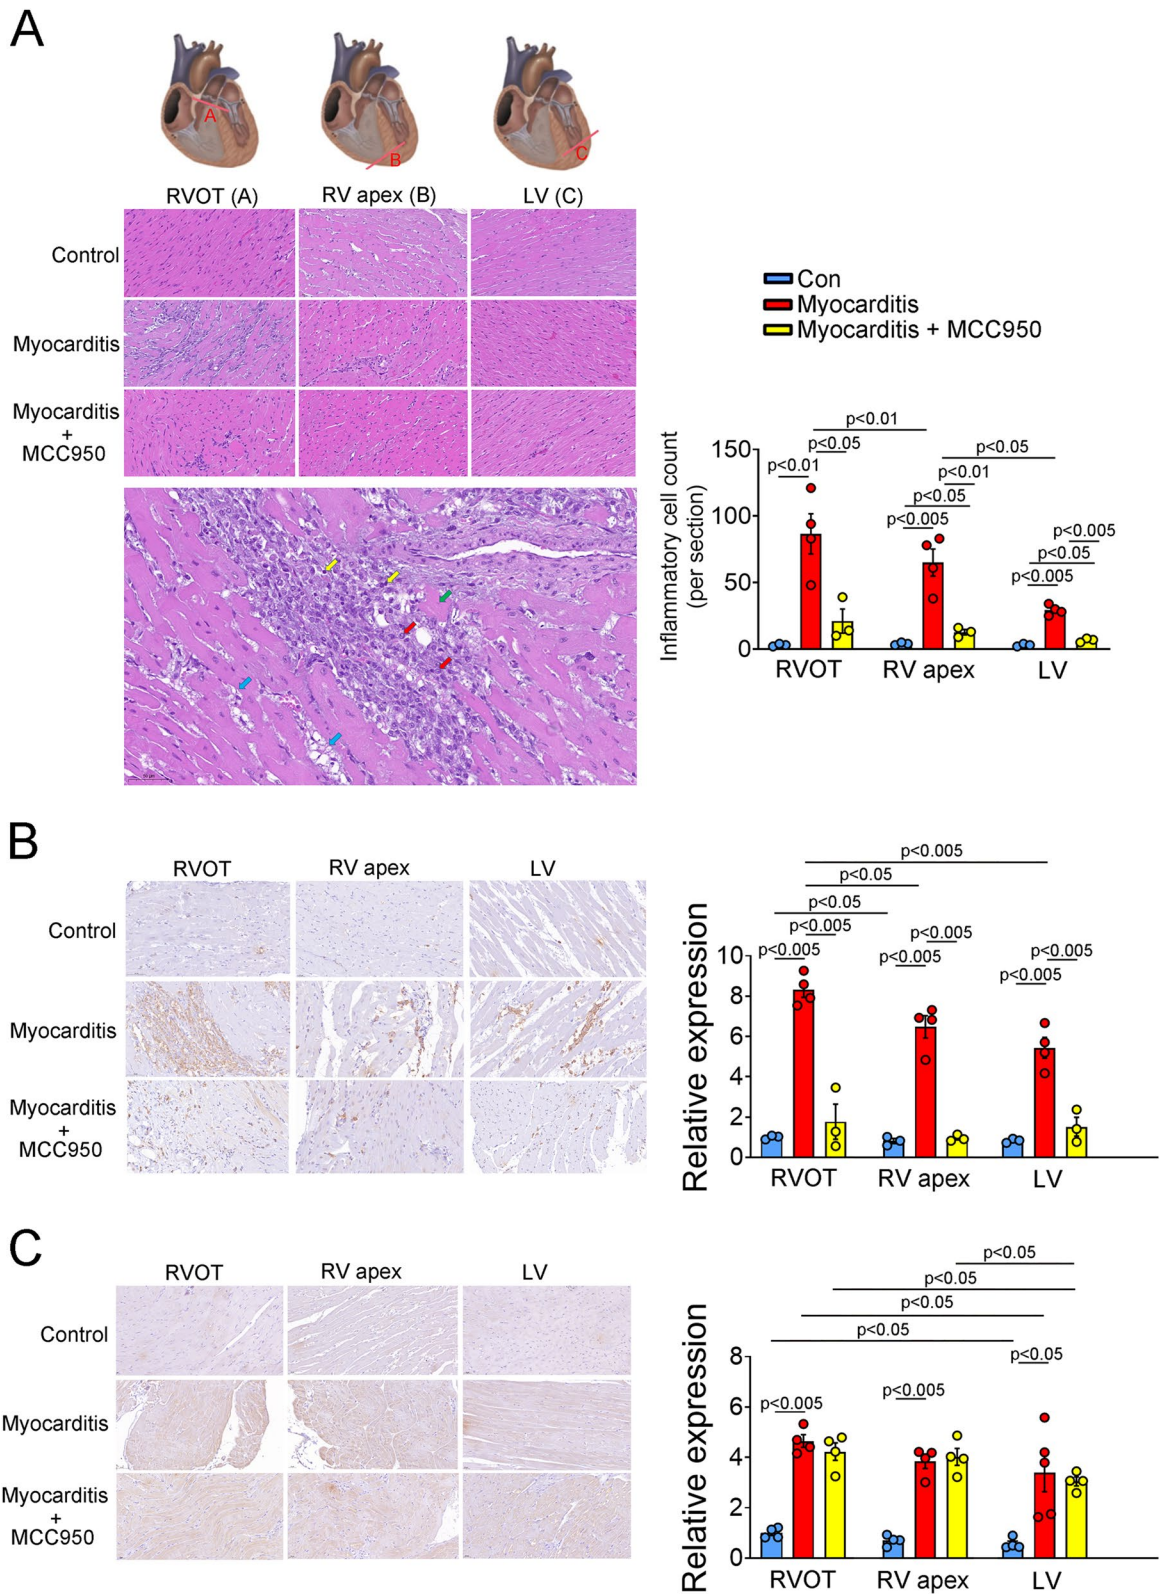 A
A
B
C
RVOT (A)
RV apex (B)
LV (C)
Control
Myocarditis
Myocarditis
+
MCC950
Con
Myocarditis
Myocarditis + MCC950
Inflammatory cell count
(per section)
150
100
50
0
p<0.01
p<0.05
p<0.01
p<0.05
p<0.01
p<0.05
p<0.005
p<0.005
p<0.05
p<0.005
RVOT
RV apex
LV
B
RVOT
RV apex
LV
Control
Myocarditis
Myocarditis
+
MCC950
Relative expression
10
8
6
4
2
0
p<0.005
p<0.05
p<0.05
p<0.005
p<0.005
p<0.005
p<0.005
p<0.005
p<0.005
RVOT
RV apex
LV
C
RVOT
RV apex
LV
Control
Myocarditis
Myocarditis
+
MCC950
Relative expression
8
6
4
2
0
p<0.05
p<0.05
p<0.05
p<0.05
p<0.05
p<0.005
p<0.005
RVOT
RV apex
LV